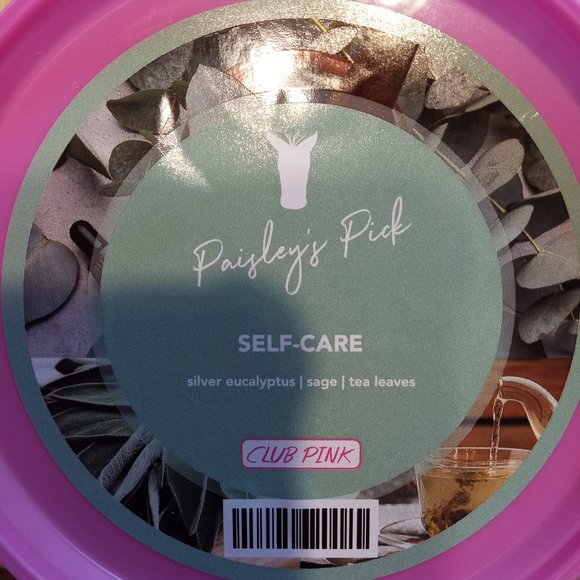 Paisley's Pick
SELF-CARE
silver eucalyptus | sage | tea leaves
CLUB PINK